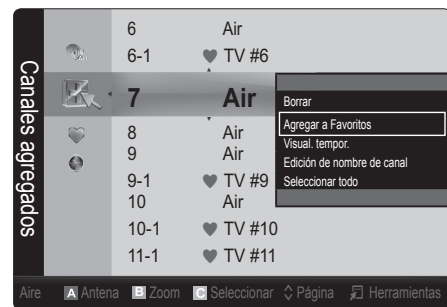 Canales agregados
All
6 Air
6-1 ♥ TV #6
7 Air
8 Air
9 Air
9-1 ♥ TV #9
10 Air
10-1 ♥ TV #10
11-1 ♥ TV #11
Borrar
Agregar a Favoritos
Visual. tempor.
Edición de nombre de canal
Seleccionar todo
Aire A Antena B Zoom C Seleccionar Página Herramientas